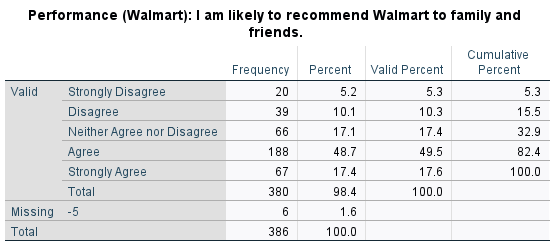 Performance (Walmart): I am likely to recommend Walmart to family and
friends.
Frequency Percent Valid Percent Cumulative Percent
Valid Strongly Disagree 20 5.2 5.3 5.3
Disagree 39 10.1 10.3 15.5
Neither Agree nor Disagree 66 17.1 17.4 32.9
Agree 188 48.7 49.5 82.4
Strongly Agree 67 17.4 17.6 100.0
Total 380 98.4 100.0
Missing -5 6 1.6
Total 386 100.0